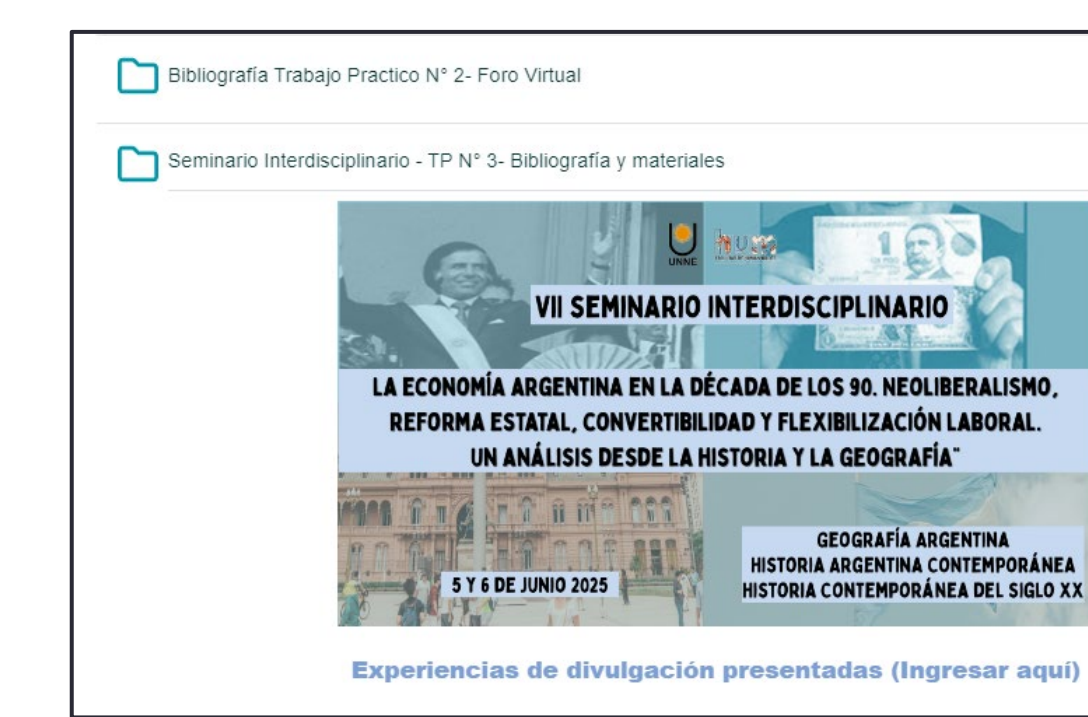 Bibliografía Trabajo Practico N° 2- Foro Virtual
Seminario Interdisciplinario - TP N° 3- Bibliografía y materiales
UNNE
hum
1
VII SEMINARIO INTERDISCIPLINARIO
LA ECONOMÍA ARGENTINA EN LA DÉCADA DE LOS 90. NEOLIBERALISMO,
REFORMA ESTATAL, CONVERTIBILIDAD Y FLEXIBILIZACIÓN LABORAL.
UN ANÁLISIS DESDE LA HISTORIA Y LA GEOGRAFÍA"
GEOGRAFÍA ARGENTINA
HISTORIA ARGENTINA CONTEMPORÁNEA
HISTORIA CONTEMPORÁNEA DEL SIGLO XX
5 Y 6 DE JUNIO 2025
Experiencias de divulgación presentadas (Ingresar aquí)